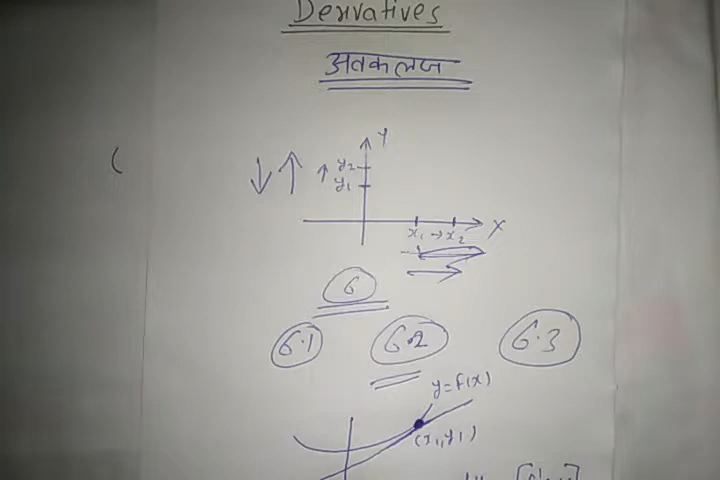 Derivatives
अवकलज
Y
y2
y1
x1 → x2 X
6
6.1 6.2 6.3
y=f(x)
(x1,y1)